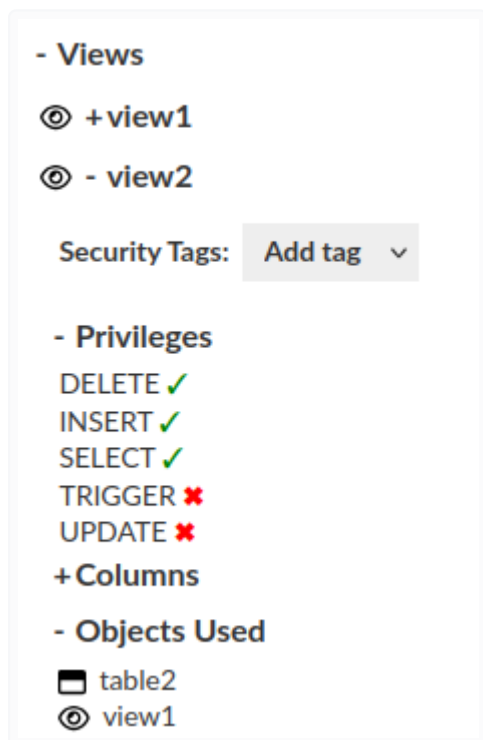 - Views
+view1
- view2
Security Tags: Add tag
- Privileges
DELETE ✓
INSERT ✓
SELECT ✓
TRIGGER ✖
UPDATE ✖
+Columns
- Objects Used
table2
view1